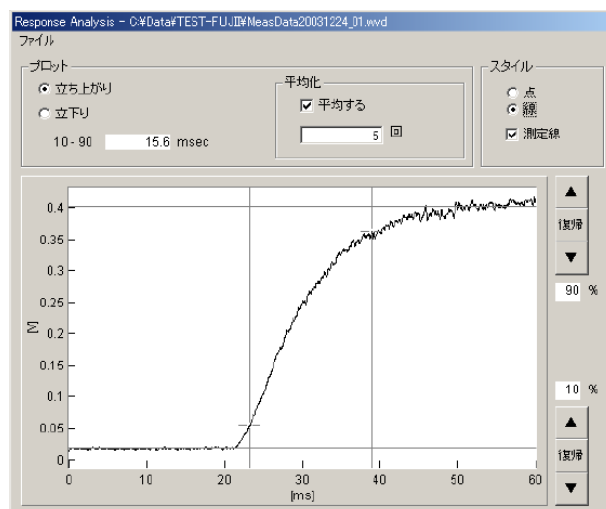 Response Analysis - C:¥Data¥TEST-FUJII¥MeasData20031224_01.wvd
ファイル
プロット
立ち上がり
立下り
10-90 15.6 msec
平均化
平均する
5 回
スタイル
点
線
測定線
[V]
0.4
0.35
0.3
0.25
0.2
0.15
0.1
0.05
0
0 10 20 30 40 50 60
[ms]
▲
復帰
▼
90 %
10 %
▲
復帰
▼